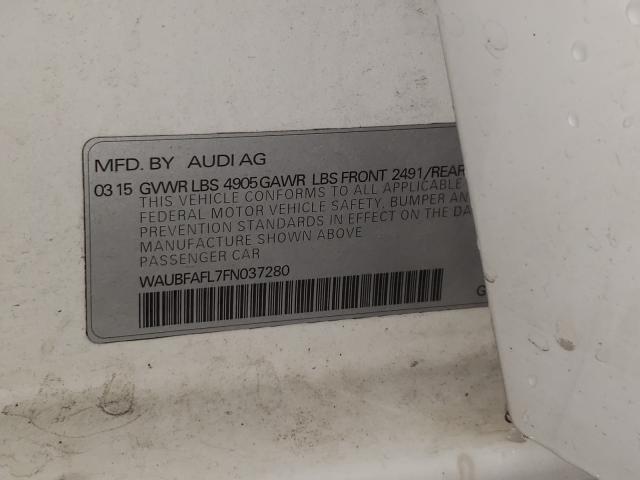 MFD. BY AUDI AG
03 15 GVWR LBS 4905 GAWR LBS FRONT 2491/REAR
THIS VEHICLE CONFORMS TO ALL APPLICABLE
FEDERAL MOTOR VEHICLE SAFETY, BUMPER AN
PREVENTION STANDARDS IN EFFECT ON THE DA
MANUFACTURE SHOWN ABOVE
PASSENGER CAR
WAUBFAFL7FN037280
G